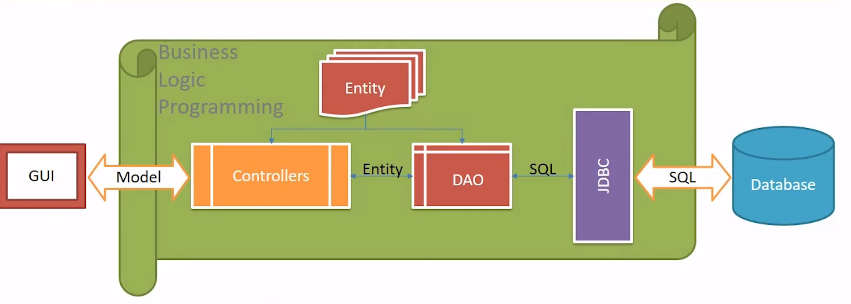 Business
Logic
Programming
Entity
GUI
Model
Controllers
Entity
DAO
SQL
JDBC
SQL
Database